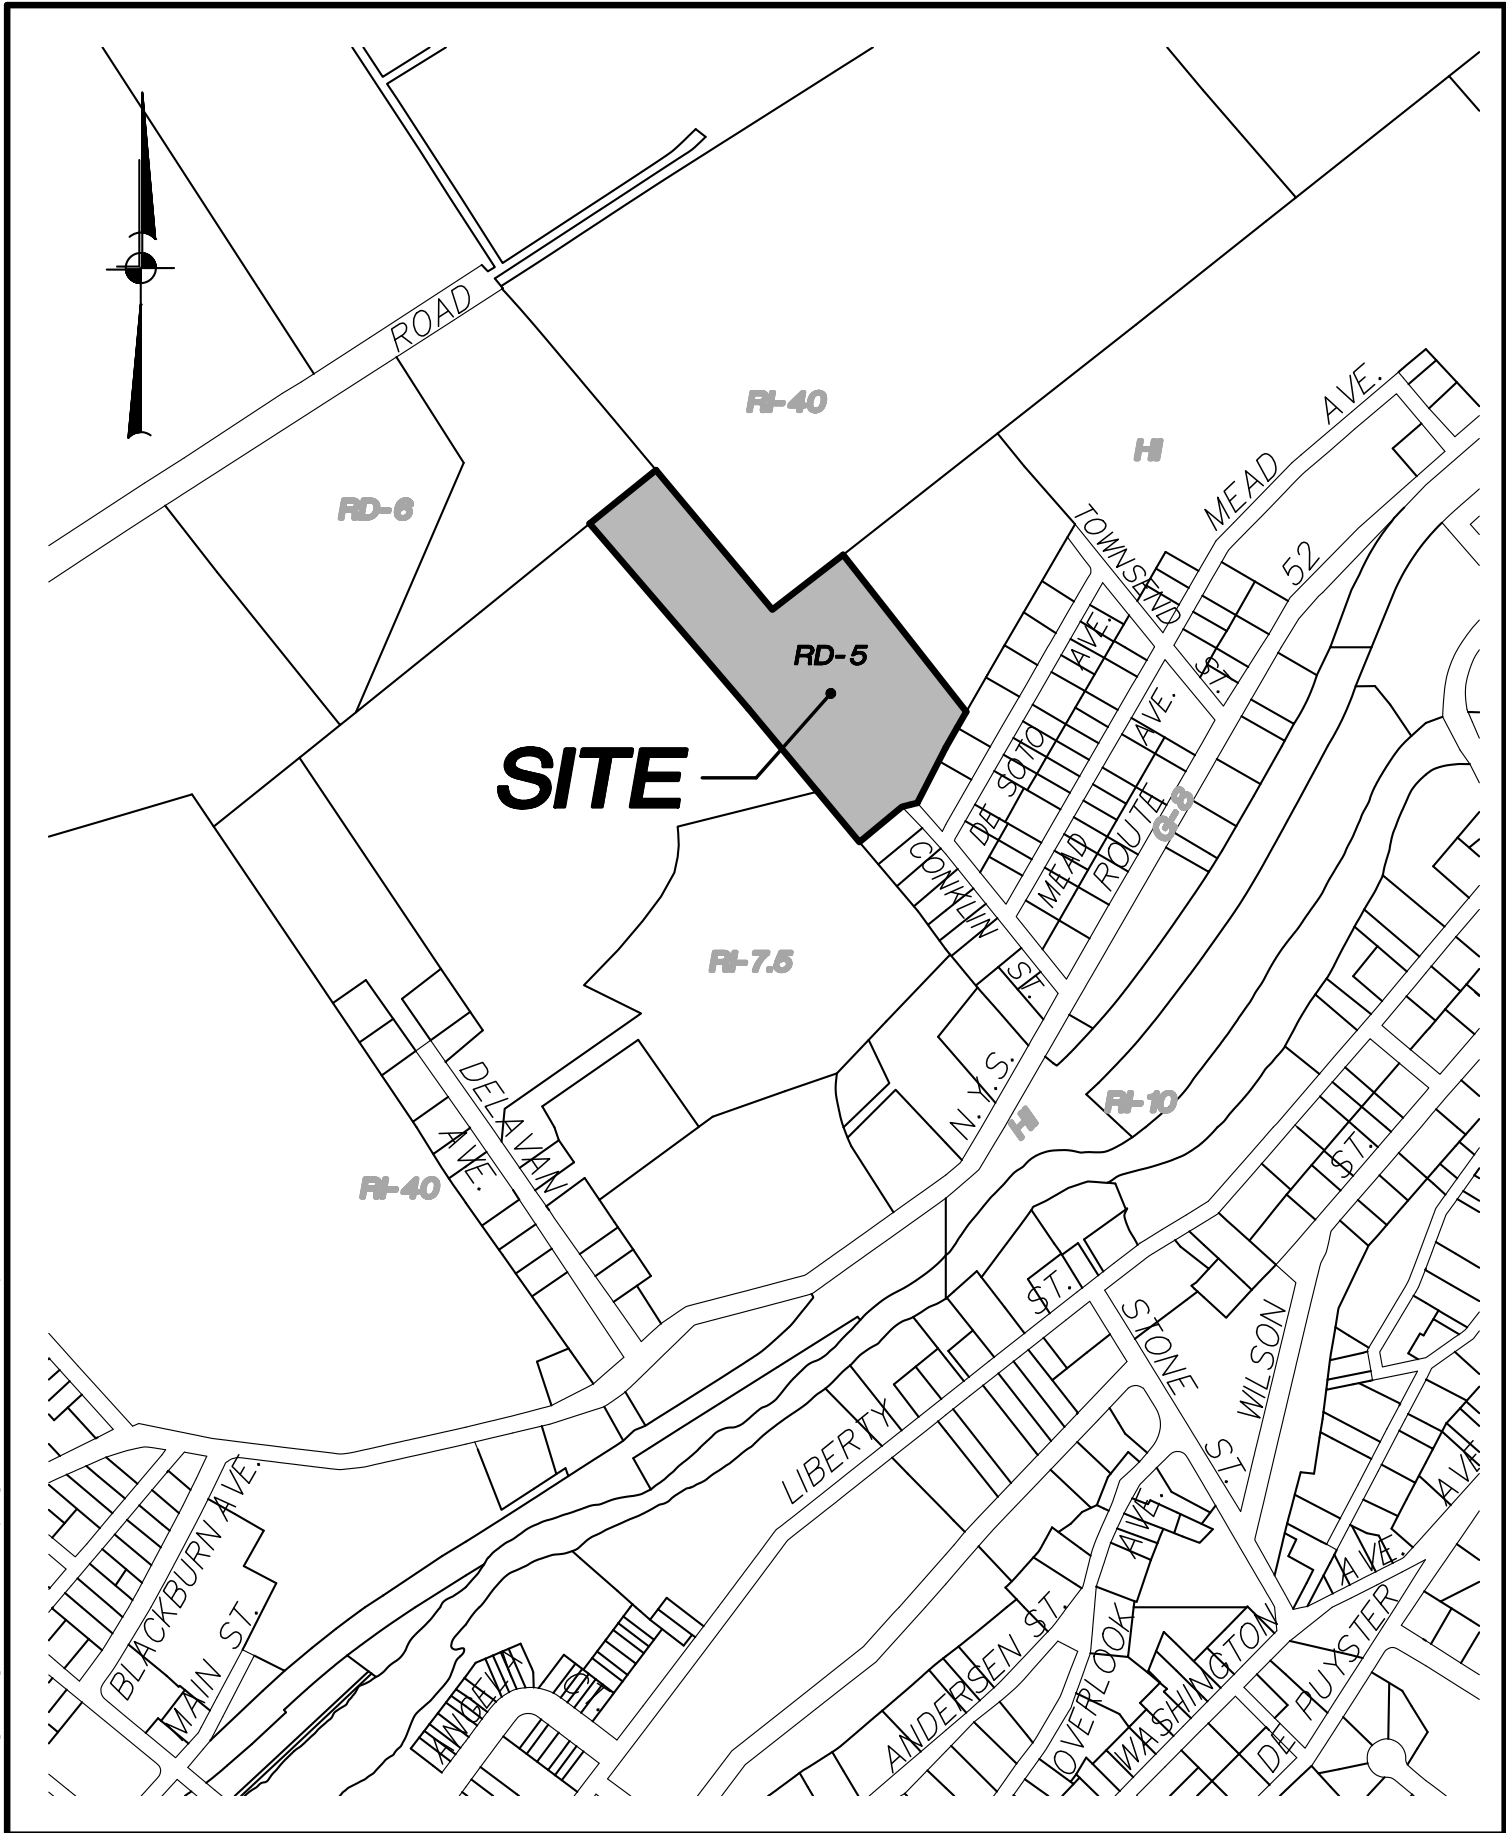 ROAD
RI-40
AVE.
HI
MEAD
RD-6
TOWNSEND
52
AVE.
RD-5
ST.
AVE.
SITE
DE SOTO
ROUTE
G-8
CONKLIN
MEAD
RI-7.5
ST.
N.Y.S.
DELAVAN
HI
RI-10
AVE.
ST.
RI-40
ST.
STONE
WILSON
LIBERTY
ST.
BLACKBURN AVE.
AVE.
AVE
AVE.
MAIN ST.
ANDERSEN ST.
OVERLOOK
WASHINGTON
DE PUYSTER
ANGELA
CT.